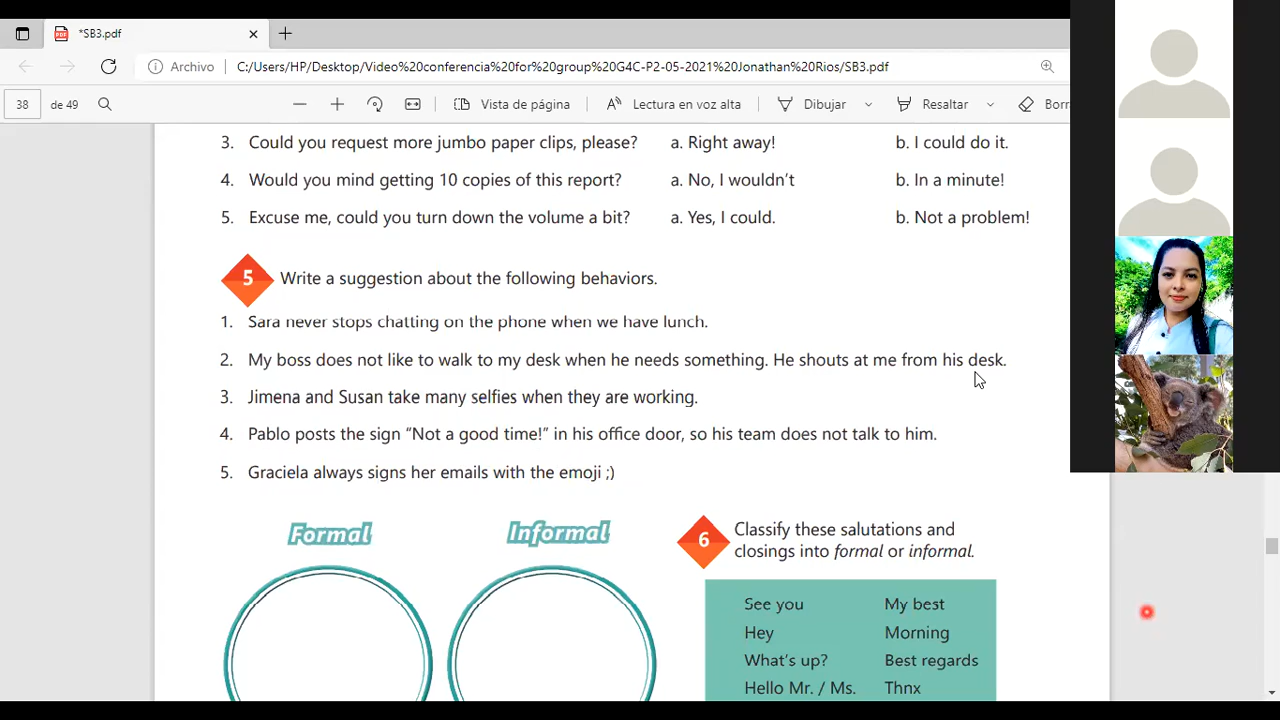 *SB3.pdf
Archivo C:/Users/HP/Desktop/Video%20conferencia%20for%20group%20G4C-P2-05-2021%20Jonathan%20Rios/SB3.pdf
38 de 49 Vista de página Lectura en voz alta Dibujar Resaltar Borr
3. Could you request more jumbo paper clips, please? a. Right away! b. I could do it.
4. Would you mind getting 10 copies of this report? a. No, I wouldn't b. In a minute!
5. Excuse me, could you turn down the volume a bit? a. Yes, I could. b. Not a problem!
5 Write a suggestion about the following behaviors.
1. Sara never stops chatting on the phone when we have lunch.
2. My boss does not like to walk to my desk when he needs something. He shouts at me from his desk.
3. Jimena and Susan take many selfies when they are working.
4. Pablo posts the sign “Not a good time!” in his office door, so his team does not talk to him.
5. Graciela always signs her emails with the emoji ;)
Formal Informal
6 Classify these salutations and
closings into formal or informal.
See you My best
Hey Morning
What's up? Best regards
Hello Mr. / Ms. Thnx